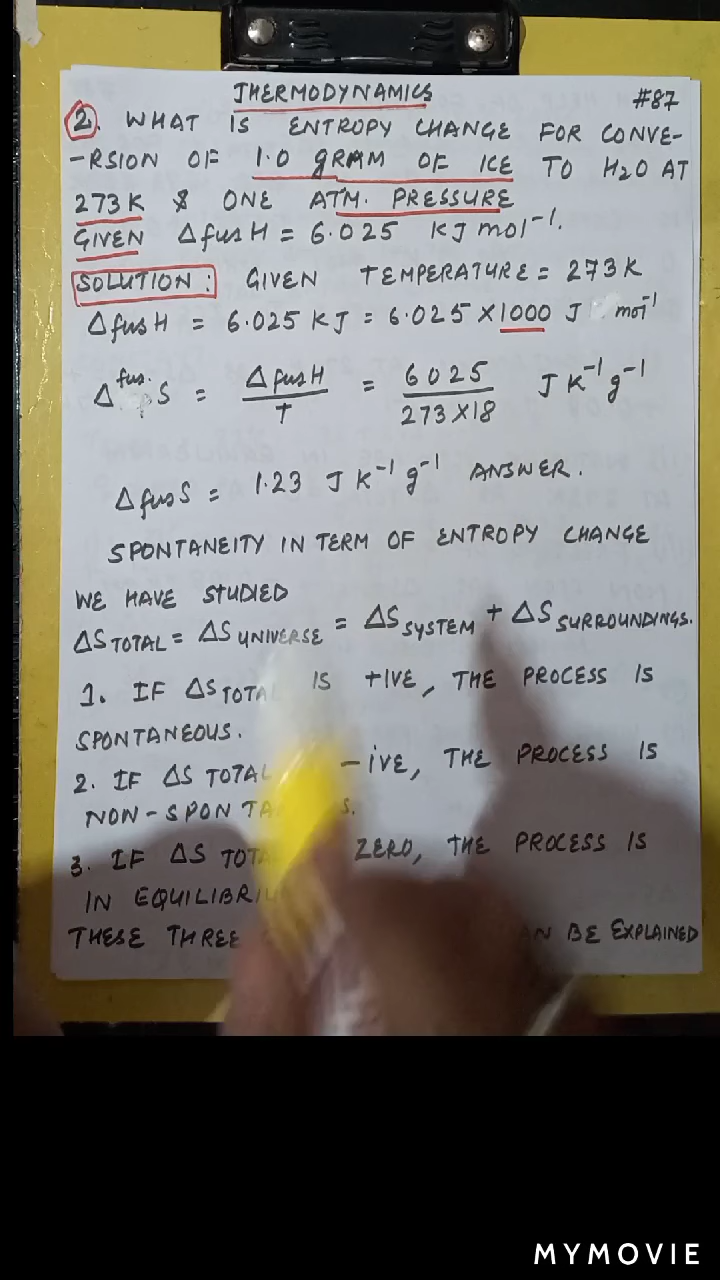 THERMODYNAMICS #87
2. WHAT IS ENTROPY CHANGE FOR CONVE-
-RSION OF 1.0 GRAM OF ICE TO H2O AT
273K & ONE ATM. PRESSURE
GIVEN ΔfusH = 6.025 KJ mol⁻¹.
SOLUTION: GIVEN TEMPERATURE = 273K
ΔfusH = 6.025 KJ = 6.025 X 1000 J mol⁻¹
Δfus.S = ΔfusH / T = 6025 / 273 X 18 J K⁻¹ g⁻¹
ΔfusS = 1.23 J K⁻¹ g⁻¹ ANSWER.
SPONTANEITY IN TERM OF ENTROPY CHANGE
WE HAVE STUDIED
ΔS TOTAL = ΔS UNIVERSE = ΔS SYSTEM + ΔS SURROUNDINGS.
1. IF ΔS TOTAL IS +IVE, THE PROCESS IS
SPONTANEOUS.
2. IF ΔS TOTAL -IVE, THE PROCESS IS
NON-SPONTA S.
3. IF ΔS TOTA ZERO, THE PROCESS IS
IN EQUILIBRI
THESE THREE BE EXPLAINED
MYMOVIE